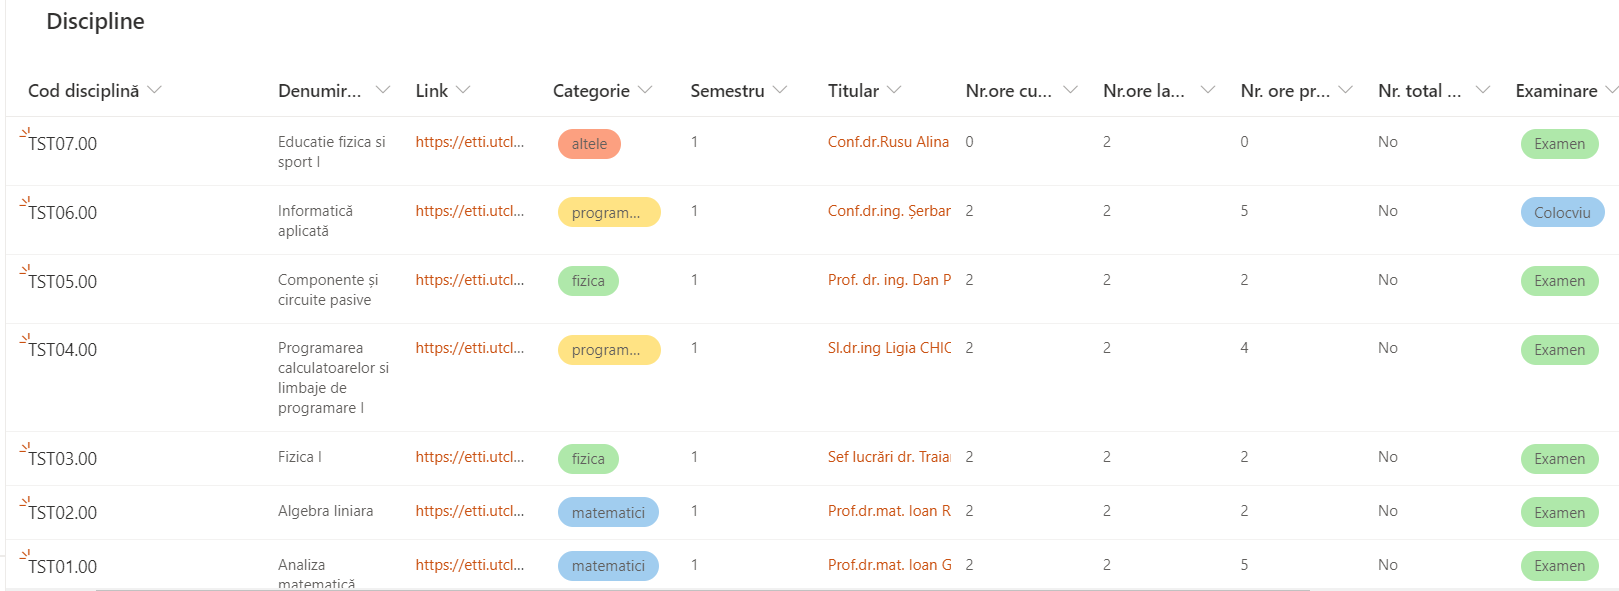 Discipline
Cod disciplină Denumir... Link Categorie Semestru Titular Nr.ore cu... Nr.ore la... Nr. ore pr... Nr. total ... Examinare
TST07.00 Educatie fizica si https://etti.utcl... altele 1 Conf.dr.Rusu Alina 0 2 0 No Examen
sport I
TST06.00 Informatică https://etti.utcl... program... 1 Conf.dr.ing. Șerbar 2 2 5 No Colocviu
aplicată
TST05.00 Componente și https://etti.utcl... fizica 1 Prof. dr. ing. Dan P 2 2 2 No Examen
circuite pasive
TST04.00 Programarea https://etti.utcl... program... 1 Sl.dr.ing Ligia CHIC 2 2 4 No Examen
calculatoarelor si
limbaje de
programare I
TST03.00 Fizica I https://etti.utcl... fizica 1 Sef lucrări dr. Traian 2 2 2 No Examen
TST02.00 Algebra liniara https://etti.utcl... matematici 1 Prof.dr.mat. Ioan R 2 2 2 No Examen
TST01.00 Analiza https://etti.utcl... matematici 1 Prof.dr.mat. Ioan G 2 2 5 No Examen
matematică